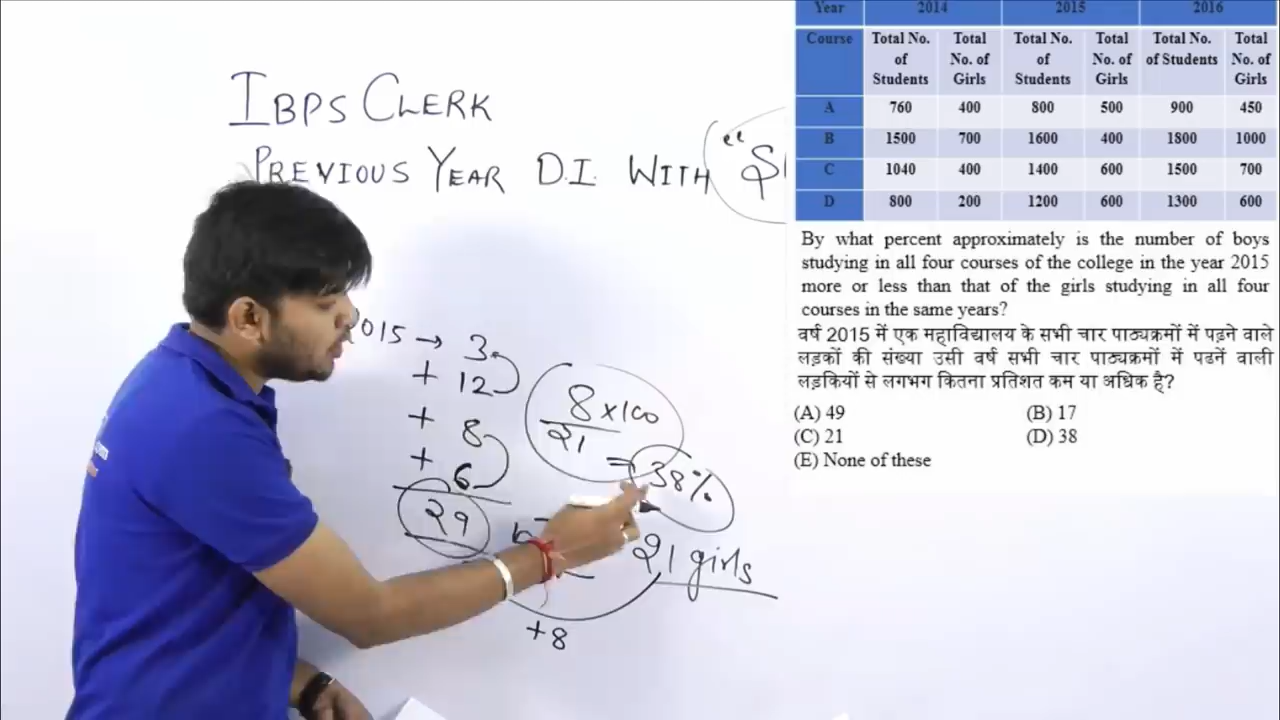 IBPS CLERK
PREVIOUS YEAR D.I. WITH
2015 → 3
+ 12
+ 8
+ 6
29
8 × 100
21
= 38%
21 girls
+8
Year 2014 2015 2016
Course Total No. of Students Total No. of Girls Total No. of Students Total No. of Girls Total No. of Students Total No. of Girls
A 760 400 800 500 900 450
B 1500 700 1600 400 1800 1000
C 1040 400 1400 600 1500 700
D 800 200 1200 600 1300 600
By what percent approximately is the number of boys
studying in all four courses of the college in the year 2015
more or less than that of the girls studying in all four
courses in the same years?
वर्ष 2015 में एक महाविद्यालय के सभी चार पाठ्यक्रमों में पढ़ने वाले
लड़कों की संख्या उसी वर्ष सभी चार पाठ्यक्रमों में पढनें वाली
लड़कियों से लगभग कितना प्रतिशत कम या अधिक है?
(A) 49 (B) 17
(C) 21 (D) 38
(E) None of these